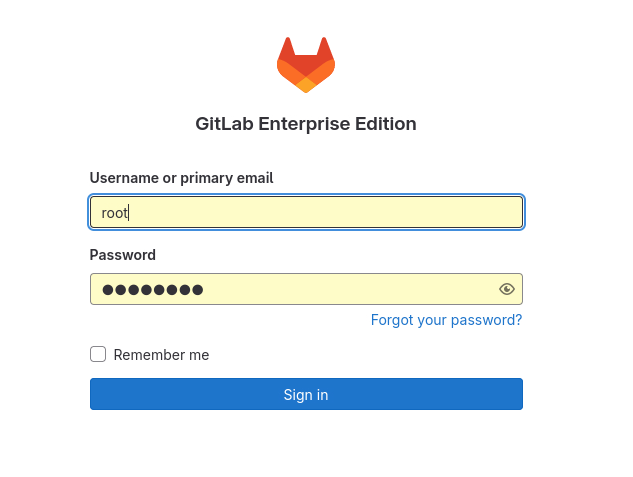 GitLab Enterprise Edition
Username or primary email
root
Password
●●●●●●●●
Forgot your password?
Remember me
Sign in